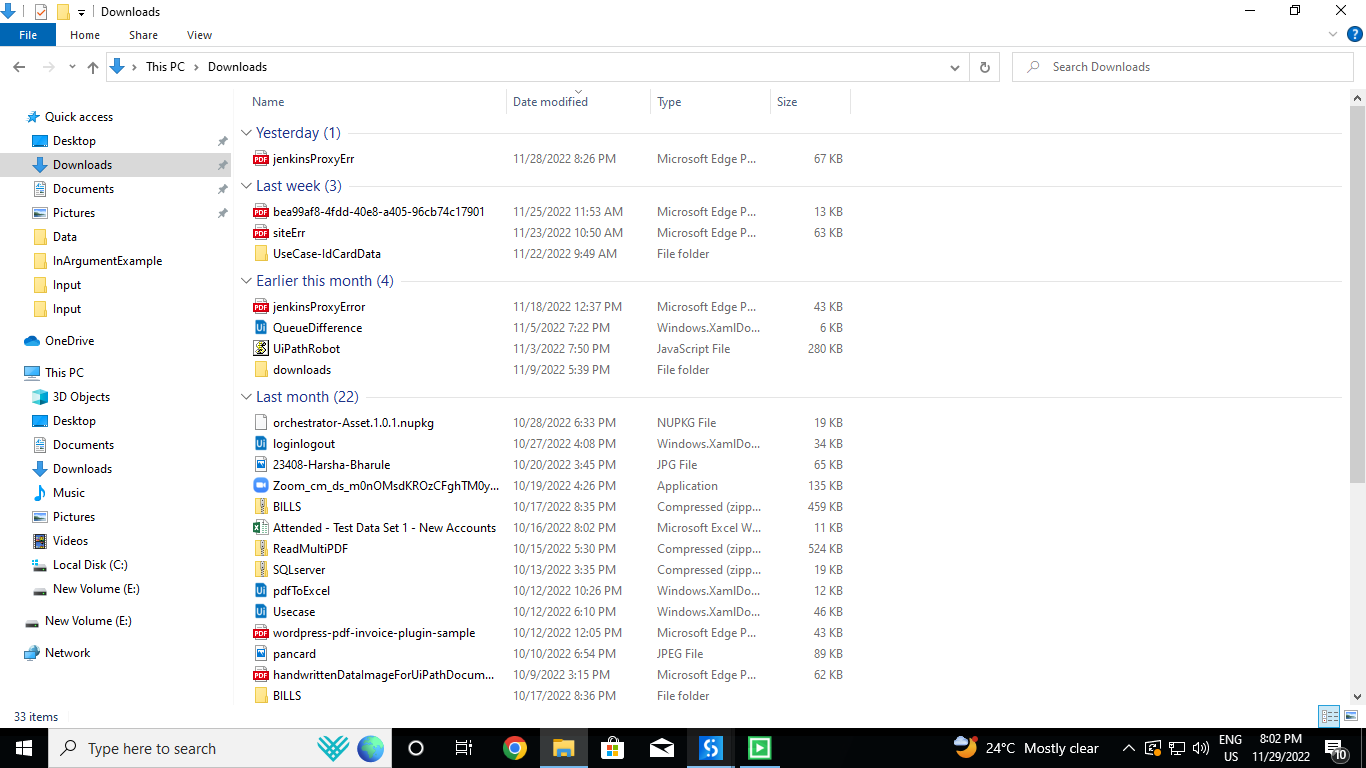 Downloads
File Home Share View
This PC Downloads Search Downloads
Name Date modified Type Size
Quick access
Desktop
Downloads
Documents
Pictures
Data
InArgumentExample
Input
Input
OneDrive
This PC
3D Objects
Desktop
Documents
Downloads
Music
Pictures
Videos
Local Disk (C:)
New Volume (E:)
New Volume (E:)
Network
Yesterday (1)
jenkinsProxyErr 11/28/2022 8:26 PM Microsoft Edge P... 67 KB
Last week (3)
bea99af8-4fdd-40e8-a405-96cb74c17901 11/25/2022 11:53 AM Microsoft Edge P... 13 KB
siteErr 11/23/2022 10:50 AM Microsoft Edge P... 63 KB
UseCase-IdCardData 11/22/2022 9:49 AM File folder
Earlier this month (4)
jenkinsProxyError 11/18/2022 12:37 PM Microsoft Edge P... 43 KB
QueueDifference 11/5/2022 7:22 PM Windows.XamlDo... 6 KB
UiPathRobot 11/3/2022 7:50 PM JavaScript File 280 KB
downloads 11/9/2022 5:39 PM File folder
Last month (22)
orchestrator-Asset.1.0.1.nupkg 10/28/2022 6:33 PM NUPKG File 19 KB
loginlogout 10/27/2022 4:08 PM Windows.XamlDo... 34 KB
23408-Harsha-Bharule 10/20/2022 3:45 PM JPG File 65 KB
Zoom_cm_ds_m0nOMsdKROzCFghTM0y... 10/19/2022 4:26 PM Application 135 KB
BILLS 10/17/2022 8:35 PM Compressed (zipp... 459 KB
Attended - Test Data Set 1 - New Accounts 10/16/2022 8:02 PM Microsoft Excel W... 11 KB
ReadMultiPDF 10/15/2022 5:30 PM Compressed (zipp... 524 KB
SQLserver 10/13/2022 3:35 PM Compressed (zipp... 19 KB
pdfToExcel 10/12/2022 10:26 PM Windows.XamlDo... 12 KB
Usecase 10/12/2022 6:10 PM Windows.XamlDo... 46 KB
wordpress-pdf-invoice-plugin-sample 10/12/2022 12:05 PM Microsoft Edge P... 43 KB
pancard 10/10/2022 6:54 PM JPEG File 89 KB
handwrittenDataImageForUiPathDocum... 10/9/2022 3:15 PM Microsoft Edge P... 62 KB
BILLS 10/17/2022 8:36 PM File folder
33 items
Type here to search 24°C Mostly clear ENG US 8:02 PM 11/29/2022 10